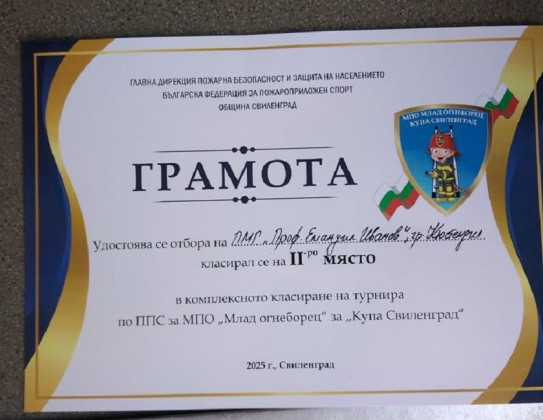 ГЛАВНА ДИРЕКЦИЯ ПОЖАРНА БЕЗОПАСНОСТ И ЗАЩИТА НА НАСЕЛЕНИЕТО
БЪЛГАРСКА ФЕДЕРАЦИЯ ЗА ПОЖАРОПРИЛОЖЕН СПОРТ
ОБЩИНА СВИЛЕНГРАД
МПО МЛАД ОГНЕБОРЕЦ
КУПА СВИЛЕНГРАД
ГРАМОТА
Удостоява се отбора на ПМГ „Проф. Емануил Иванов“, гр. Кюстендил
класирал се на II-ро място
в комплексното класиране на турнира
по ППС за МПО „Млад огнеборец“ за „Купа Свиленград“
2025 г., Свиленград